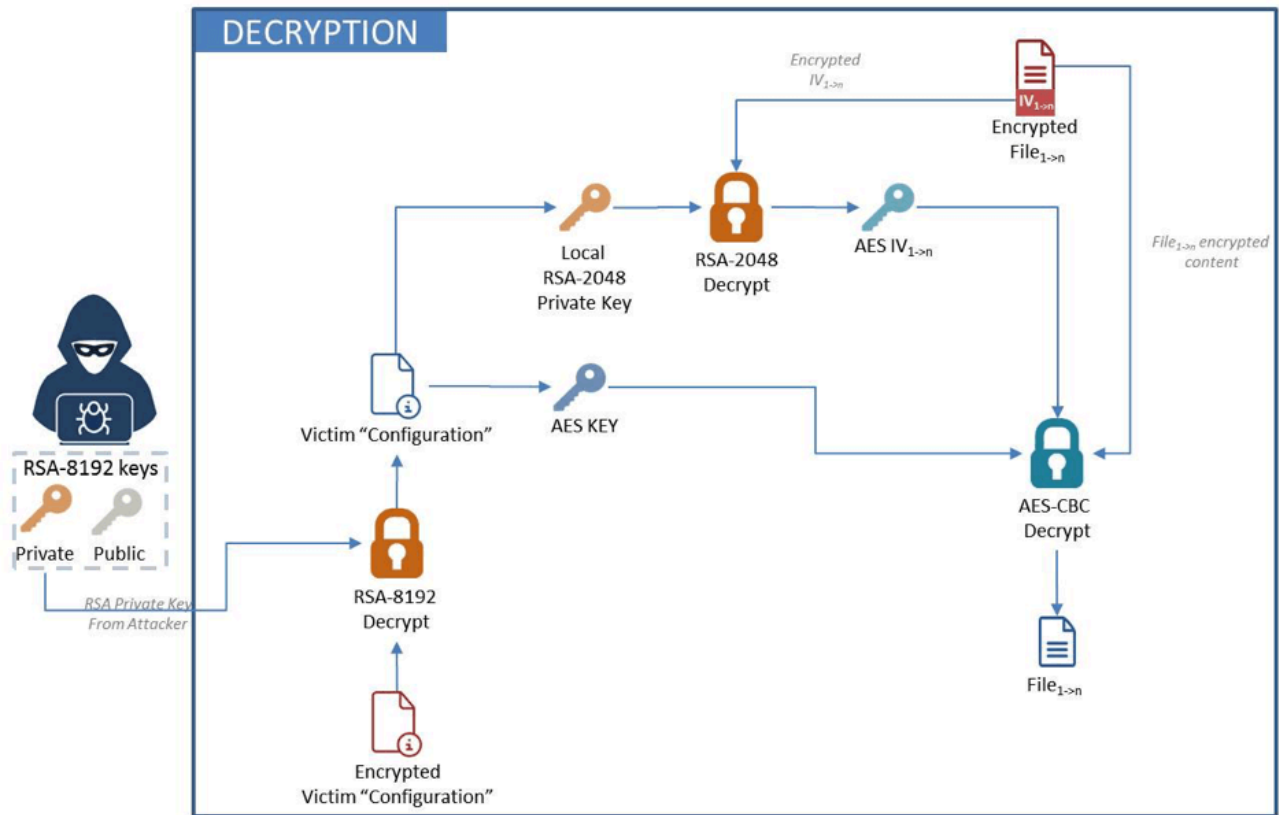 DECRYPTION
Encrypted
IV1->n
IV1->n
Encrypted
File1->n
Local
RSA-2048
Private Key
RSA-2048
Decrypt
AES IV1->n
File1->n encrypted
content
Victim “Configuration”
AES KEY
RSA-8192 keys
Private
Public
AES-CBC
Decrypt
RSA Private Key
From Attacker
RSA-8192
Decrypt
File1->n
Encrypted
Victim “Configuration”